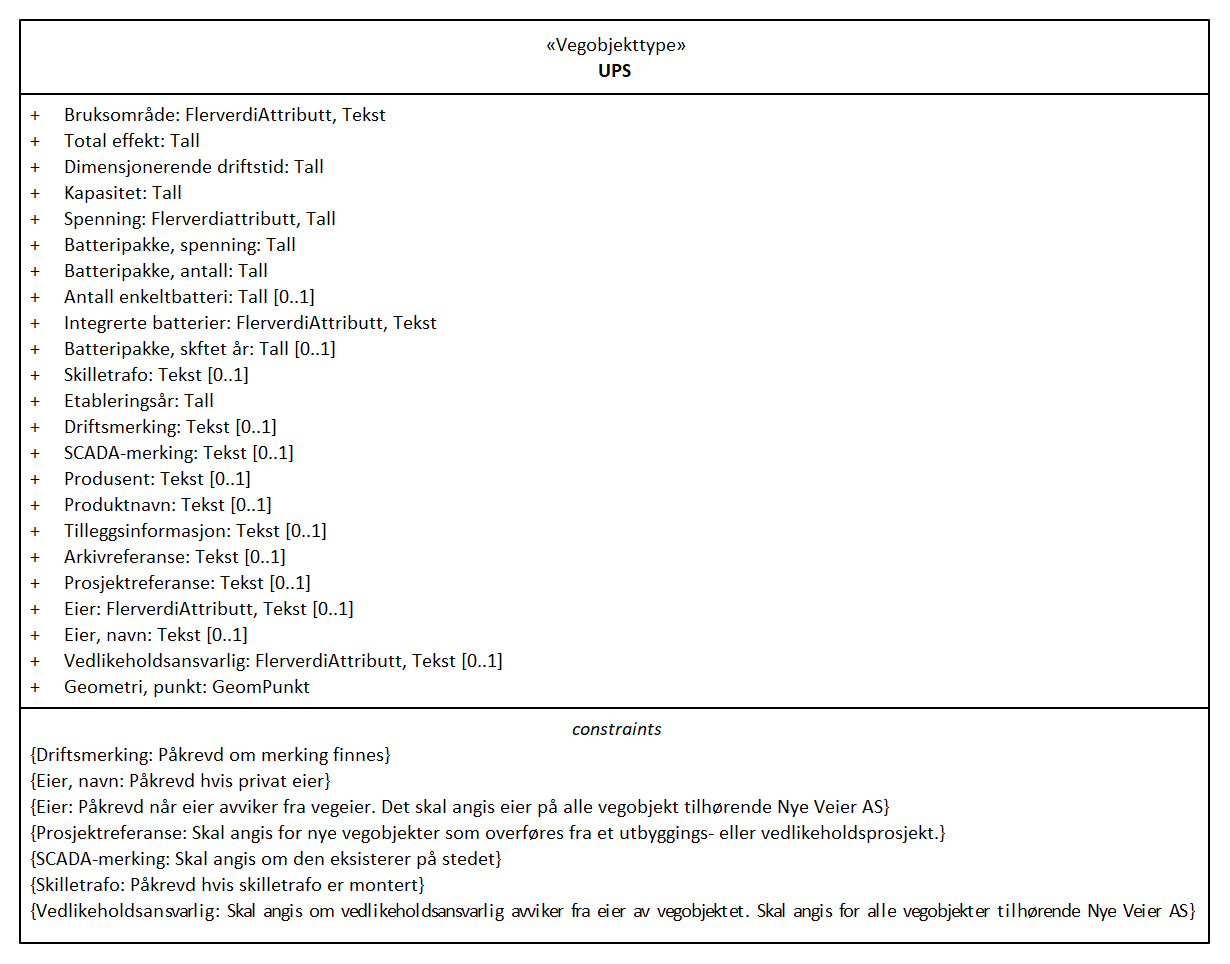 «Vegobjekttype»
UPS
+ Bruksområde: FlerverdiAttributt, Tekst
+ Total effekt: Tall
+ Dimensjonerende driftstid: Tall
+ Kapasitet: Tall
+ Spenning: Flerverdiattributt, Tall
+ Batteripakke, spenning: Tall
+ Batteripakke, antall: Tall
+ Antall enkeltbatteri: Tall [0..1]
+ Integrerte batterier: FlerverdiAttributt, Tekst
+ Batteripakke, skftet år: Tall [0..1]
+ Skilletrafo: Tekst [0..1]
+ Etableringsår: Tall
+ Driftsmerking: Tekst [0..1]
+ SCADA-merking: Tekst [0..1]
+ Produsent: Tekst [0..1]
+ Produktnavn: Tekst [0..1]
+ Tilleggsinformasjon: Tekst [0..1]
+ Arkivreferanse: Tekst [0..1]
+ Prosjektreferanse: Tekst [0..1]
+ Eier: FlerverdiAttributt, Tekst [0..1]
+ Eier, navn: Tekst [0..1]
+ Vedlikeholdsansvarlig: FlerverdiAttributt, Tekst [0..1]
+ Geometri, punkt: GeomPunkt
constraints
{Driftsmerking: Påkrevd om merking finnes}
{Eier, navn: Påkrevd hvis privat eier}
{Eier: Påkrevd når eier avviker fra vegeier. Det skal angis eier på alle vegobjekt tilhørende Nye Veier AS}
{Prosjektreferanse: Skal angis for nye vegobjekter som overføres fra et utbyggings- eller vedlikeholdsprosjekt.}
{SCADA-merking: Skal angis om den eksisterer på stedet}
{Skilletrafo: Påkrevd hvis skilletrafo er montert}
{Vedlikeholdsansvarlig: Skal angis om vedlikeholdsansvarlig avviker fra eier av vegobjektet. Skal angis for alle vegobjekter tilhørende Nye Veier AS}